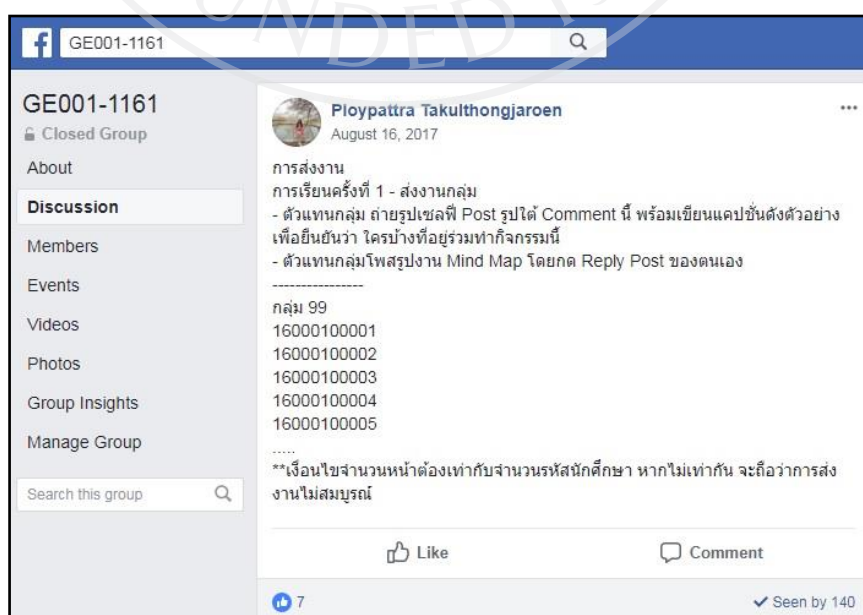 GE001-1161
GE001-1161
Closed Group
About
Discussion
Members
Events
Videos
Photos
Group Insights
Manage Group
Search this group
Ploypattra Takulthongjaroen
August 16, 2017
การส่งงาน
การเรียนครั้งที่ 1 - ส่งงานกลุ่ม
- ตัวแทนกลุ่ม ถ่ายรูปเซลฟี่ Post รูปใต้ Comment นี้ พร้อมเขียนแคปชั่นดังตัวอย่าง
เพื่อยืนยันว่า ใครบ้างที่อยู่ร่วมทำกิจกรรมนี้
- ตัวแทนกลุ่มโพสรูปงาน Mind Map โดยกด Reply Post ของตนเอง
----------------
กลุ่ม 99
16000100001
16000100002
16000100003
16000100004
16000100005
.....
**เงื่อนไขจำนวนหน้าต้องเท่ากับจำนวนรหัสนักศึกษา หากไม่เท่ากัน จะถือว่าการส่ง
งานไม่สมบูรณ์
Like
Comment
7
Seen by 140